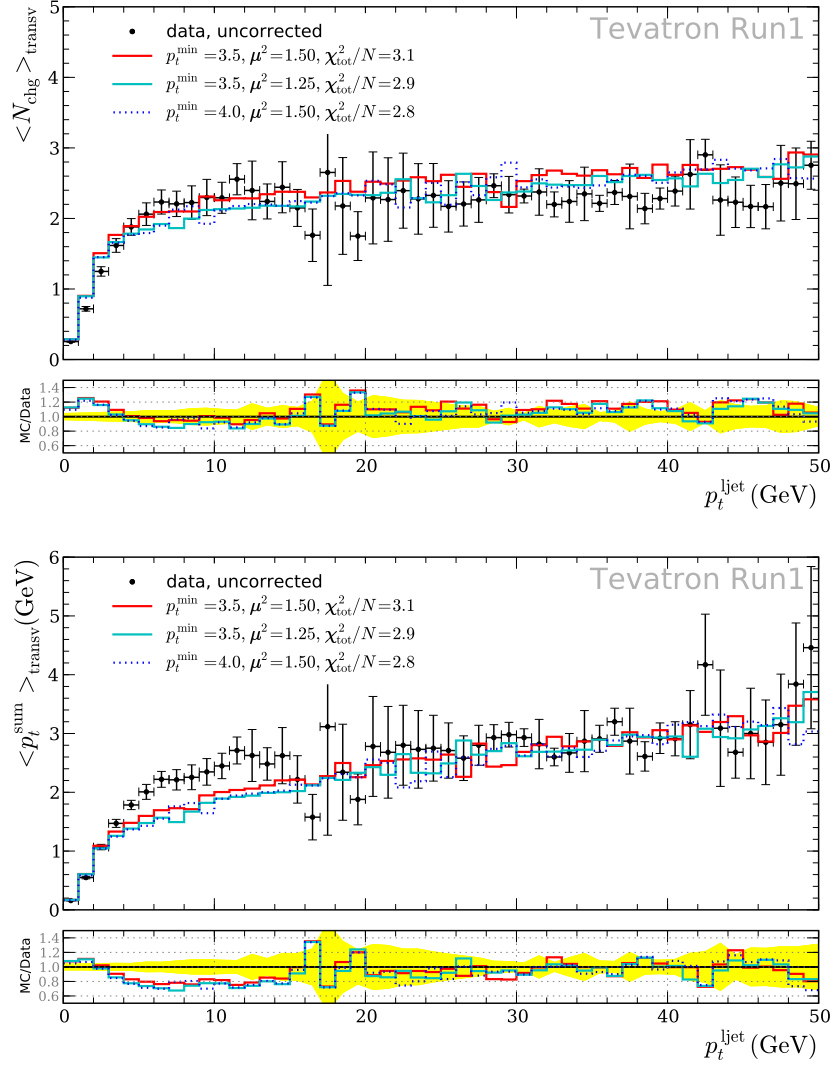 5
Tevatron Run1
<N_chg>_transv
data, uncorrected
p_t^min =3.5, μ²=1.50, χ²_tot/N=3.1
p_t^min =3.5, μ²=1.25, χ²_tot/N=2.9
p_t^min =4.0, μ²=1.50, χ²_tot/N=2.8
4
3
2
1
0
MC/Data
1.4
1.2
1.0
0.8
0.6
0 10 20 30 40 50
p_t^ljet (GeV)
6
Tevatron Run1
<p_t^sum>_transv(GeV)
data, uncorrected
p_t^min =3.5, μ²=1.50, χ²_tot/N=3.1
p_t^min =3.5, μ²=1.25, χ²_tot/N=2.9
p_t^min =4.0, μ²=1.50, χ²_tot/N=2.8
5
4
3
2
1
0
MC/Data
1.4
1.2
1.0
0.8
0.6
0 10 20 30 40 50
p_t^ljet (GeV)